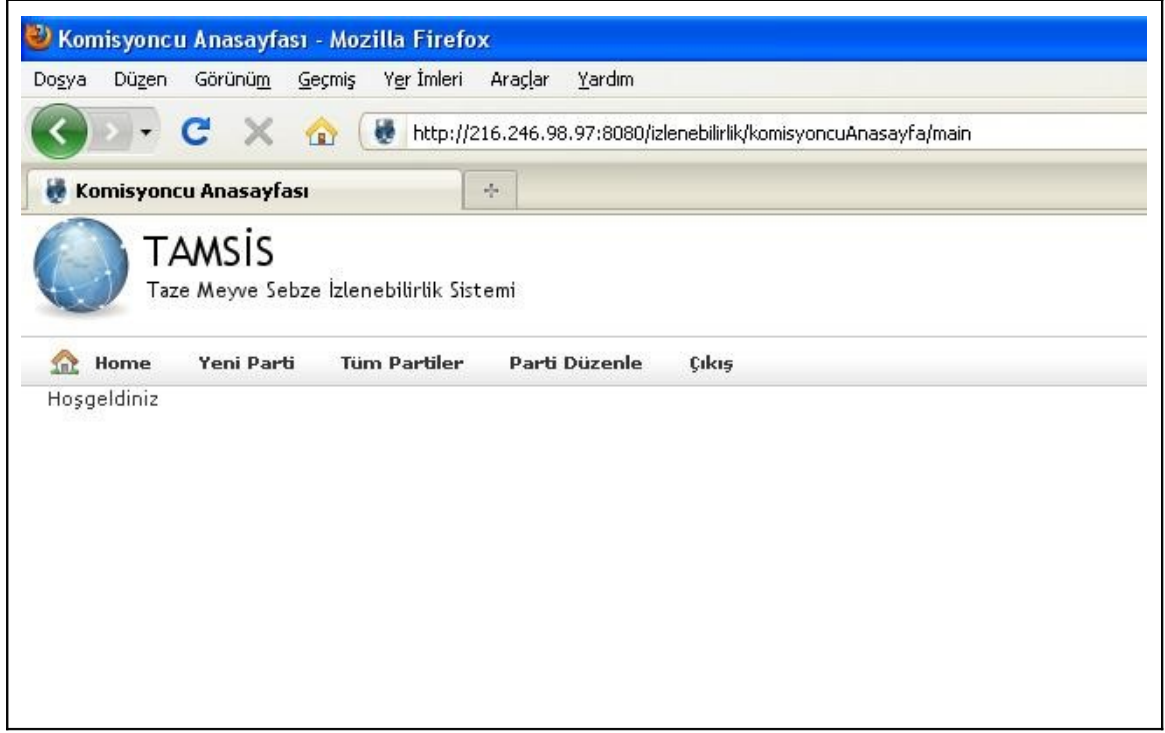 Komisyoncu Anasayfası - Mozilla Firefox
Dosya Düzen Görünüm Geçmiş Yer İmleri Araçlar Yardım
http://216.246.98.97:8080/izlenebilirlik/komisyoncuAnasayfa/main
Komisyoncu Anasayfası
TAMSİS
Taze Meyve Sebze İzlenebilirlik Sistemi
Home Yeni Parti Tüm Partiler Parti Düzenle Çıkış
Hoşgeldiniz